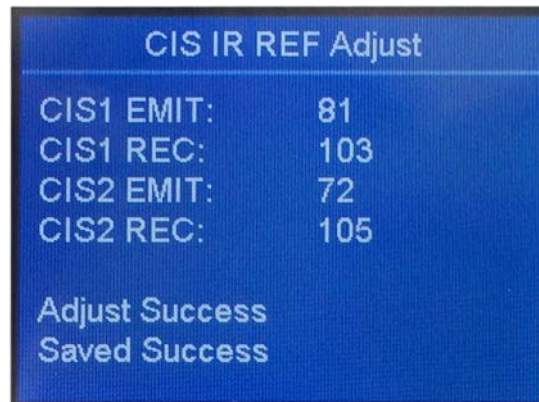 CIS IR REF Adjust
CIS1 EMIT: 81
CIS1 REC: 103
CIS2 EMIT: 72
CIS2 REC: 105
Adjust Success
Saved Success